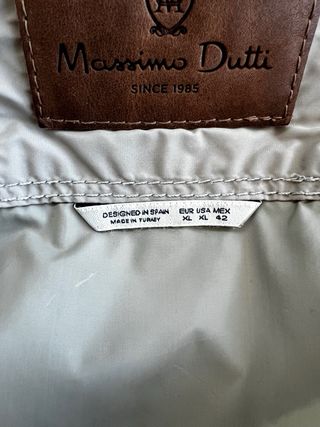 Massimo Dutti
SINCE 1985
DESIGNED IN SPAIN
MADE IN TURKEY
EUR USA MEX
XL XL 42